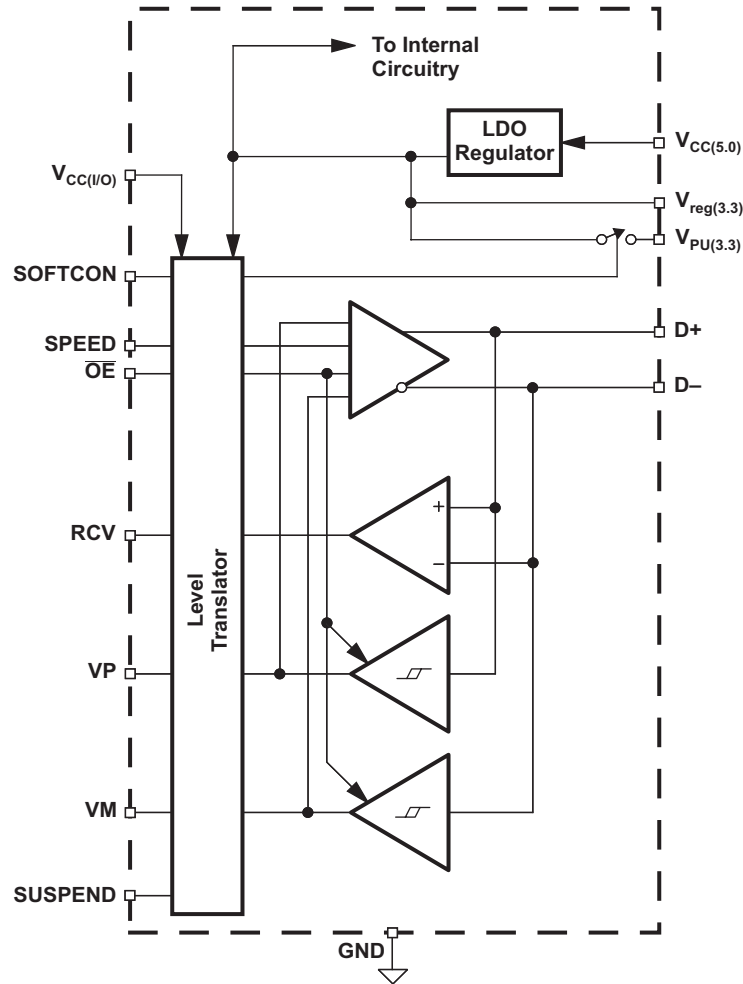 To Internal
Circuitry
LDO
Regulator
V_CC(5.0)
V_CC(I/O)
V_reg(3.3)
V_PU(3.3)
SOFTCON
SPEED
D+
O̅E̅
D–
+
RCV
–
Level
Translator
VP
VM
SUSPEND
GND